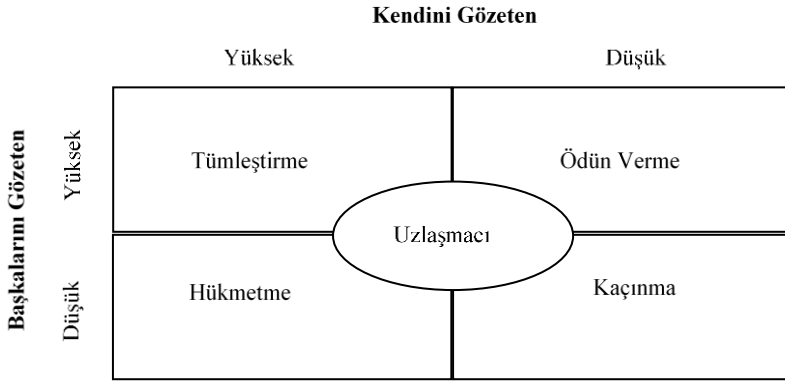 Kendini Gözeten
Yüksek Düşük
Başkalarını Gözeten
Yüksek
Tümleştirme Ödün Verme
Uzlaşmacı
Düşük
Hükmetme Kaçınma